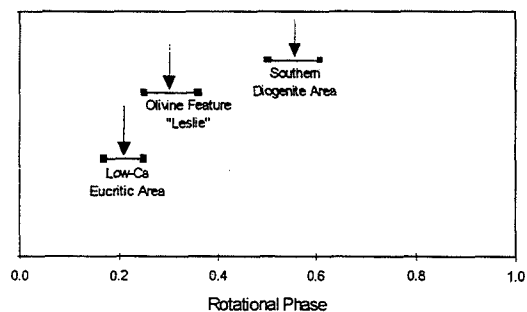 Southern
Diogenite Area
Olivine Feature
"Leslie"
Low-Ca
Eucritic Area
0.0 0.2 0.4 0.6 0.8 1.0
Rotational Phase